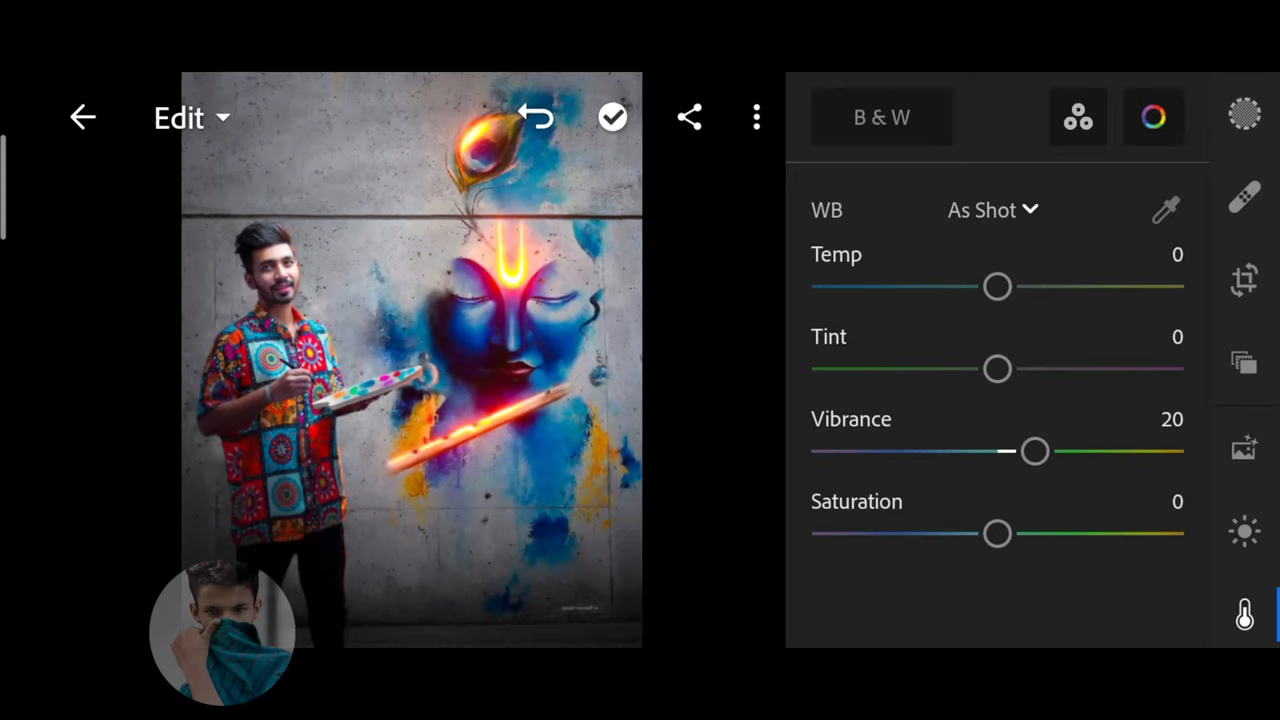 Edit
B & W
WB As Shot
Temp 0
Tint 0
Vibrance 20
Saturation 0